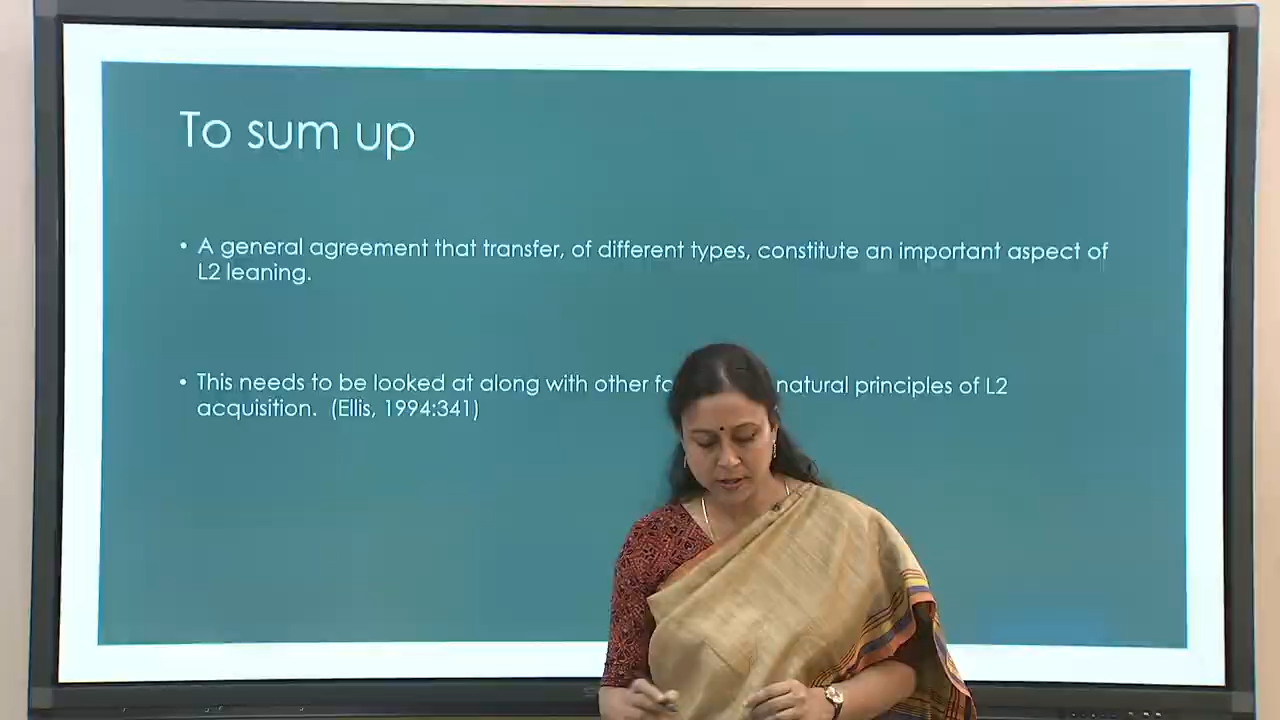 To sum up
• A general agreement that transfer, of different types, constitute an important aspect of
L2 leaning.
• This needs to be looked at along with other natural principles of L2
acquisition. (Ellis, 1994:341)